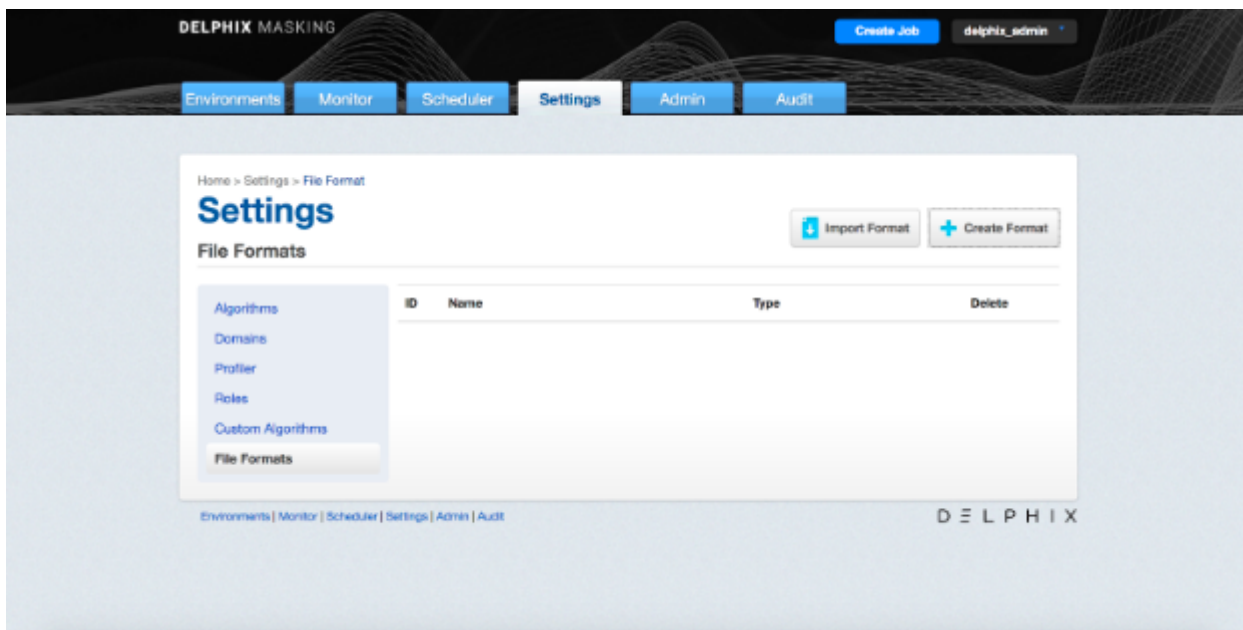 DELPHIX MASKING
Create Job
delphix_admin
Environments Monitor Scheduler Settings Admin Audit
Home > Settings > File Format
Settings
Import Format
Create Format
File Formats
ID Name Type Delete
Algorithms
Domains
Profiler
Roles
Custom Algorithms
File Formats
Environments | Monitor | Scheduler | Settings | Admin | Audit
DELPHIX